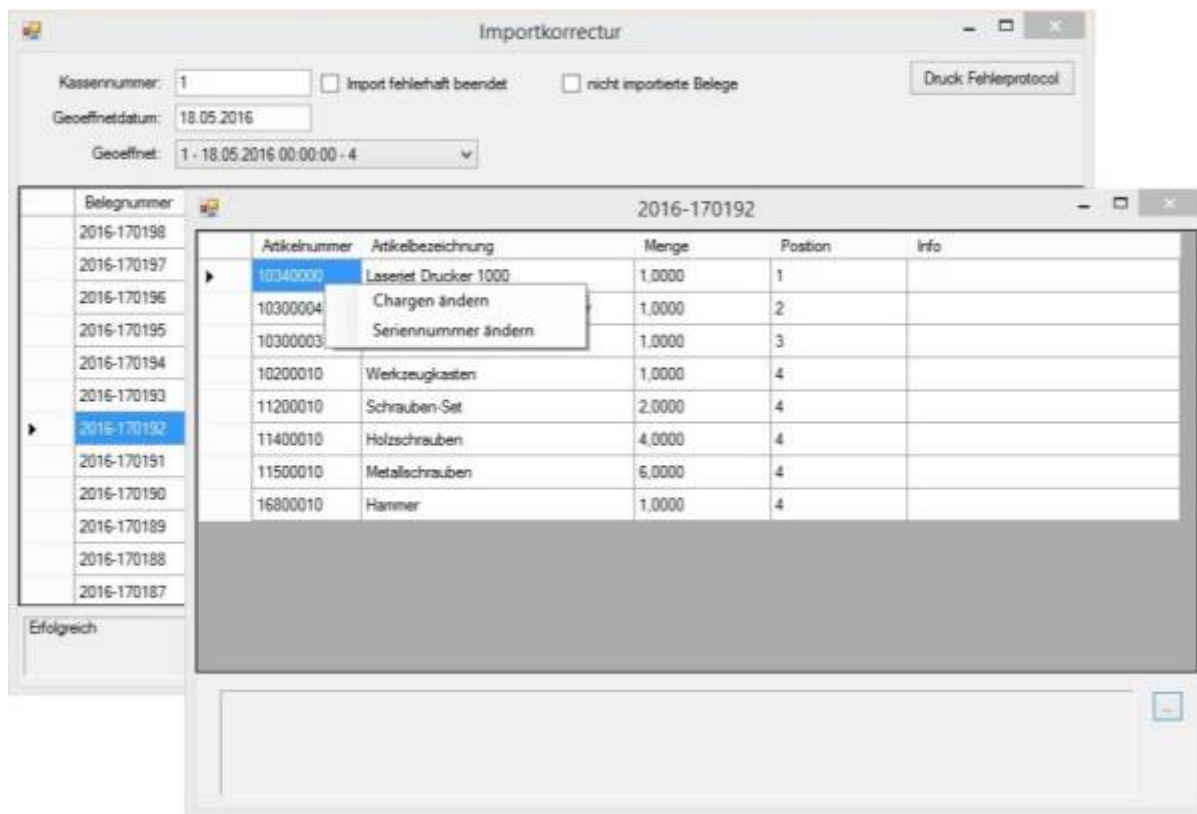 Importkorrectur
Kassennummer: 1 Import fehlerhaft beendet nicht importierte Belege Druck Fehlerprotocol
Geoeffnetdatum: 18.05.2016
Geoeffnet: 1 - 18.05.2016 00:00:00 - 4
Belegnummer
2016-170198
2016-170197
2016-170196
2016-170195
2016-170194
2016-170193
2016-170192
2016-170191
2016-170190
2016-170189
2016-170188
2016-170187
Erfolgreich
2016-170192
Artikelnummer Artikelbezeichnung Menge Position Info
10340000 Laserjet Drucker 1000 1,0000 1
10300004 1,0000 2
10300003 1,0000 3
Chargen ändern
Seriennummer ändern
10200010 Werkzeugkasten 1,0000 4
11200010 Schrauben-Set 2,0000 4
11400010 Holzschrauben 4,0000 4
11500010 Metallschrauben 6,0000 4
16800010 Hammer 1,0000 4
...